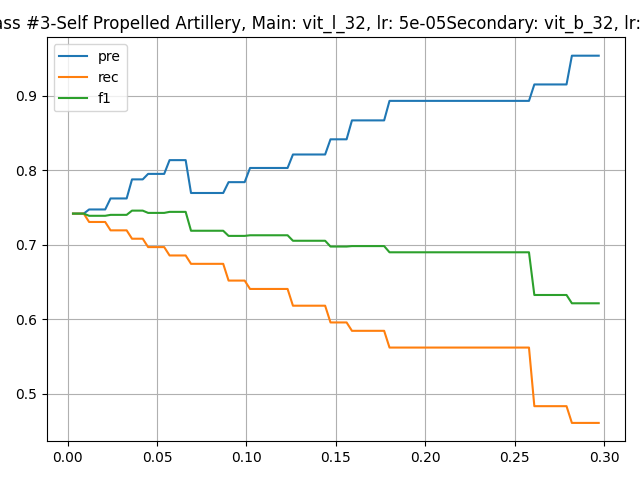 ass #3-Self Propelled Artillery, Main: vit_l_32, lr: 5e-05Secondary: vit_b_32, lr:
pre
rec
f1
0.9
0.8
0.7
0.6
0.5
0.00 0.05 0.10 0.15 0.20 0.25 0.30